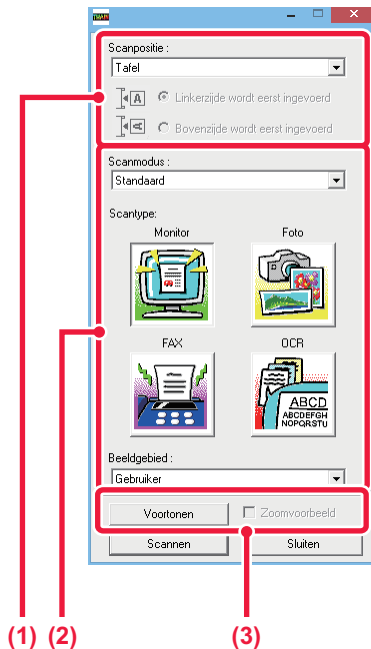 Scanpositie :
Tafel
A Linkerzijde wordt eerst ingevoerd
A Bovenzijde wordt eerst ingevoerd
Scanmodus :
Standaard
Scantype:
Monitor Foto
FAX OCR
ABCD
ABCDEFGH
NOPQRSTU
Beeldgebied :
Gebruiker
Voortonen Zoomvoorbeeld
Scannen Sluiten
(1) (2) (3)